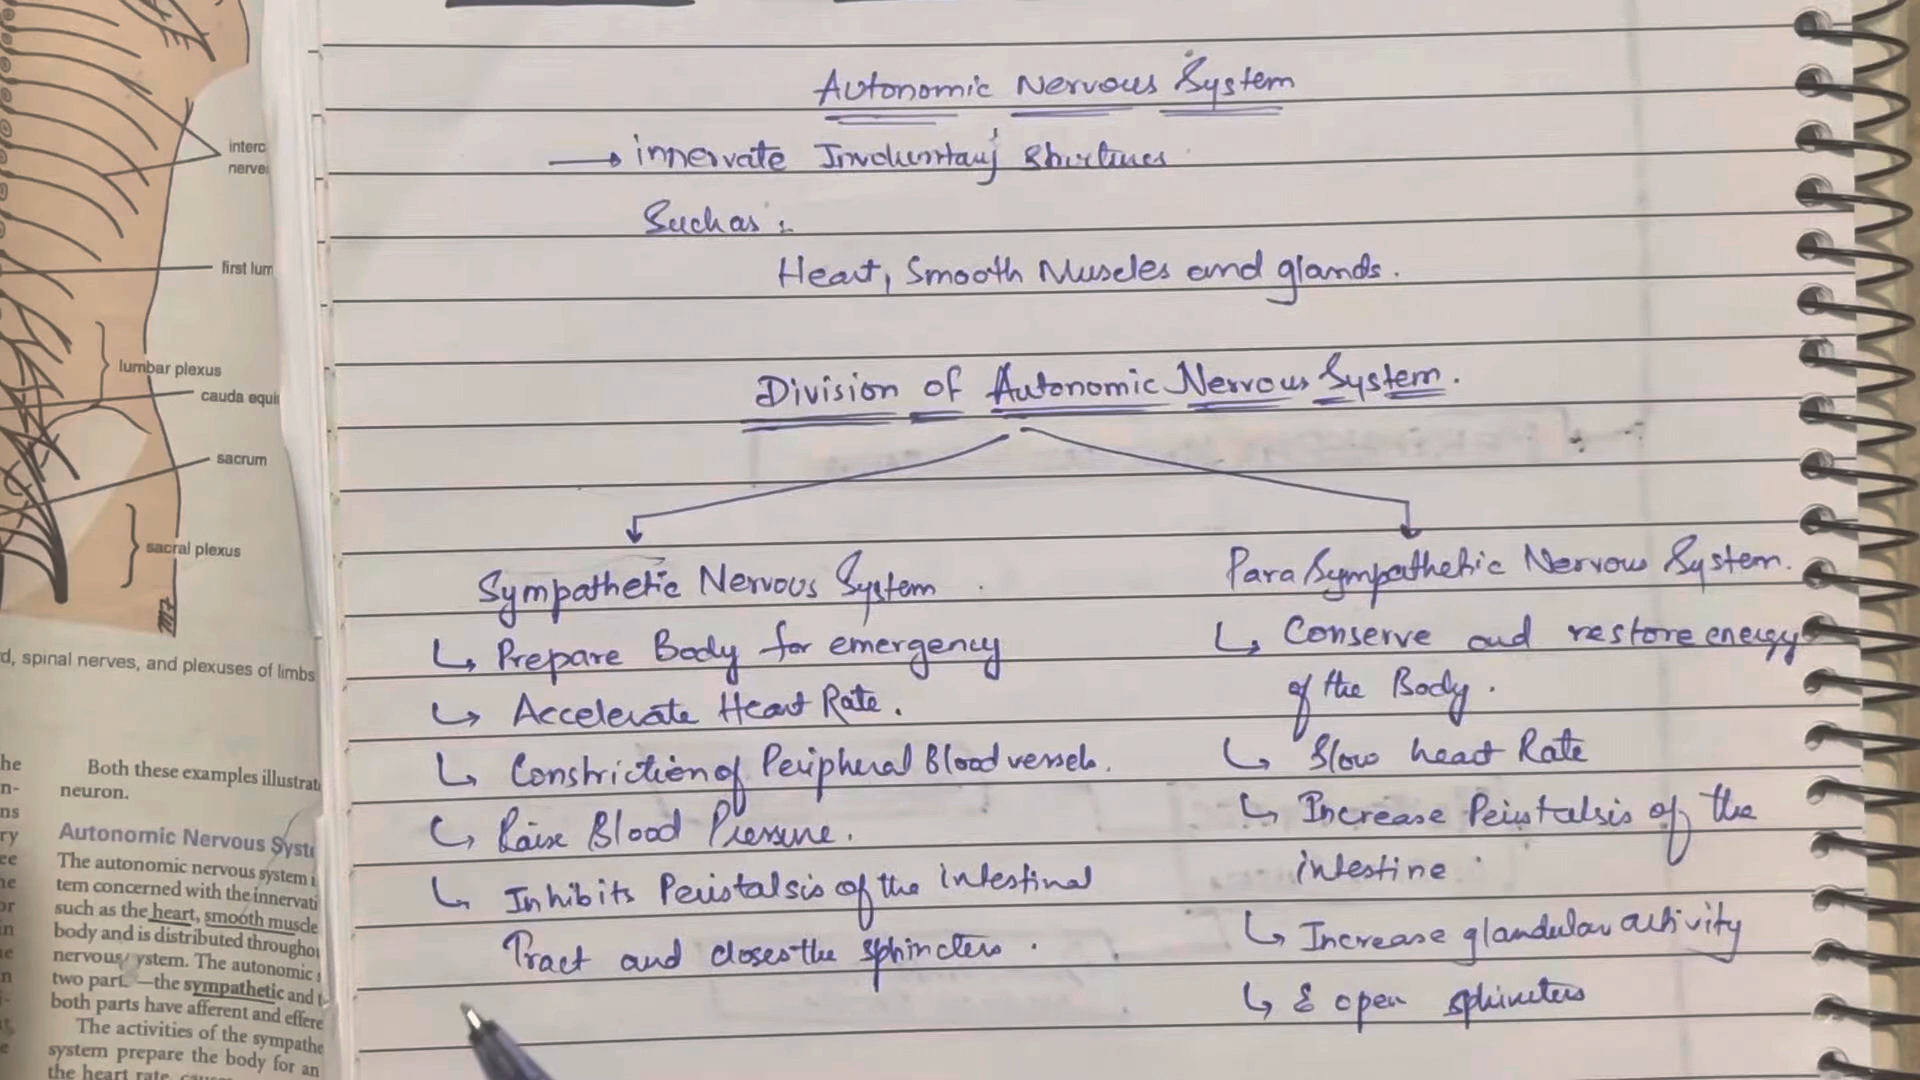 interc
nerve
first lum
lumbar plexus
cauda equi
sacrum
sacral plexus
d, spinal nerves, and plexuses of limbs
Both these examples illustrat
neuron.
Autonomic Nervous Syst
The autonomic nervous system i
tem concerned with the innervati
such as the heart, smooth muscle
body and is distributed throughou
nervous system. The autonomic s
two part —the sympathetic and t
both parts have afferent and effere
The activities of the sympathe
system prepare the body for an
the heart rate, caus
Autonomic Nervous System
→ innervate Involuntary
Such as :
Heart, Smooth Muscles and glands.
Division of Autonomic Nervous System.
Sympathetic Nervous System
↳ Prepare Body for emergency
↳ Accelerate Heart Rate.
↳ Constriction of Peripheral Blood vessels.
↳ Raise Blood Pressure.
↳ Inhibits Peristalsis of the intestinal
Tract and closes the sphincters.
Para Sympathetic Nervous System.
↳ Conserve and restore energy
of the Body.
↳ Slow heart Rate
↳ Increase Peristalsis of the
intestine.
↳ Increase glandular activity
↳ & open sphincters